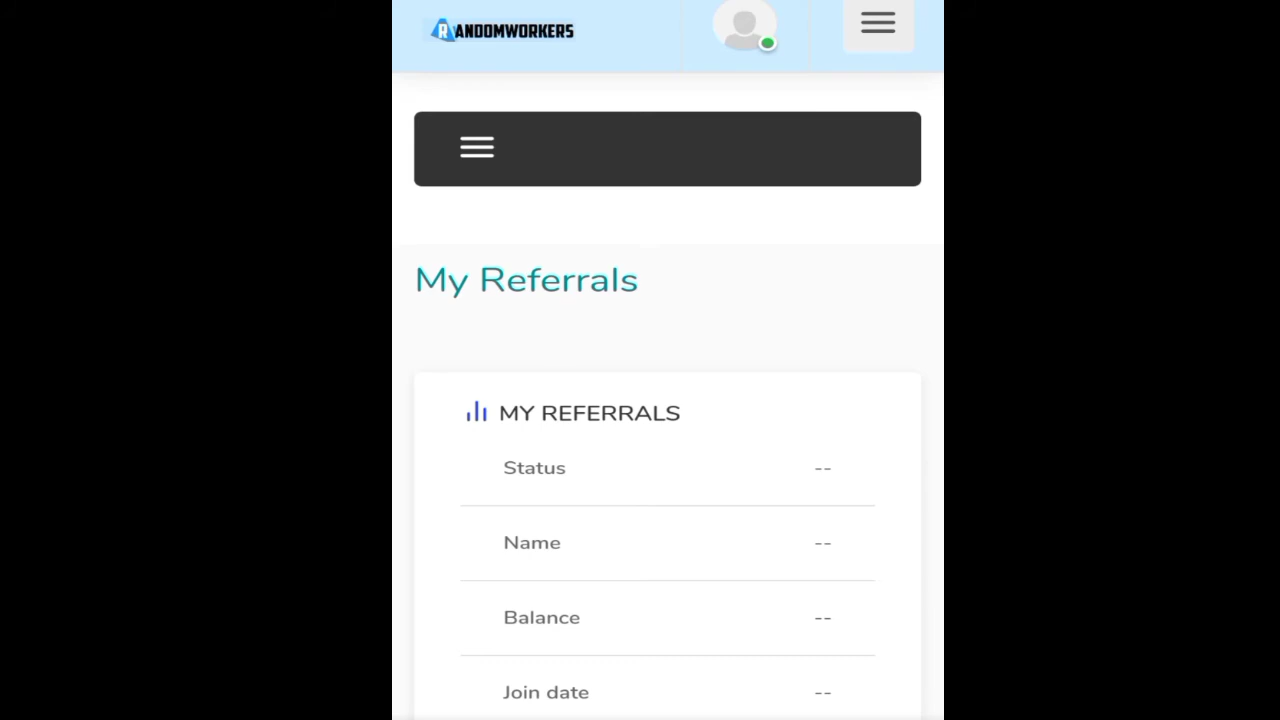 RANDOMWORKERS
My Referrals
MY REFERRALS
Status --
Name --
Balance --
Join date --